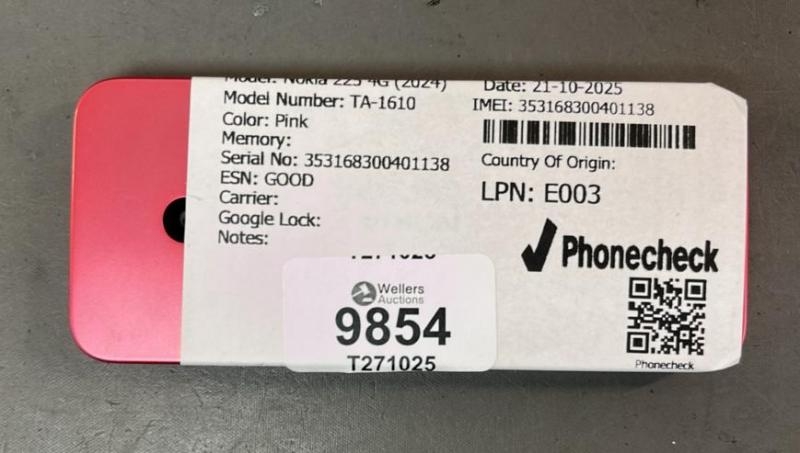 Model: Nokia 225 4G (2024)
Model Number: TA-1610
Color: Pink
Memory:
Serial No: 353168300401138
ESN: GOOD
Carrier:
Google Lock:
Notes:
Date: 21-10-2025
IMEI: 353168300401138
Country Of Origin:
LPN: E003
Phonecheck
Phonecheck
T271025
Wellers
Auctions
9854
T271025